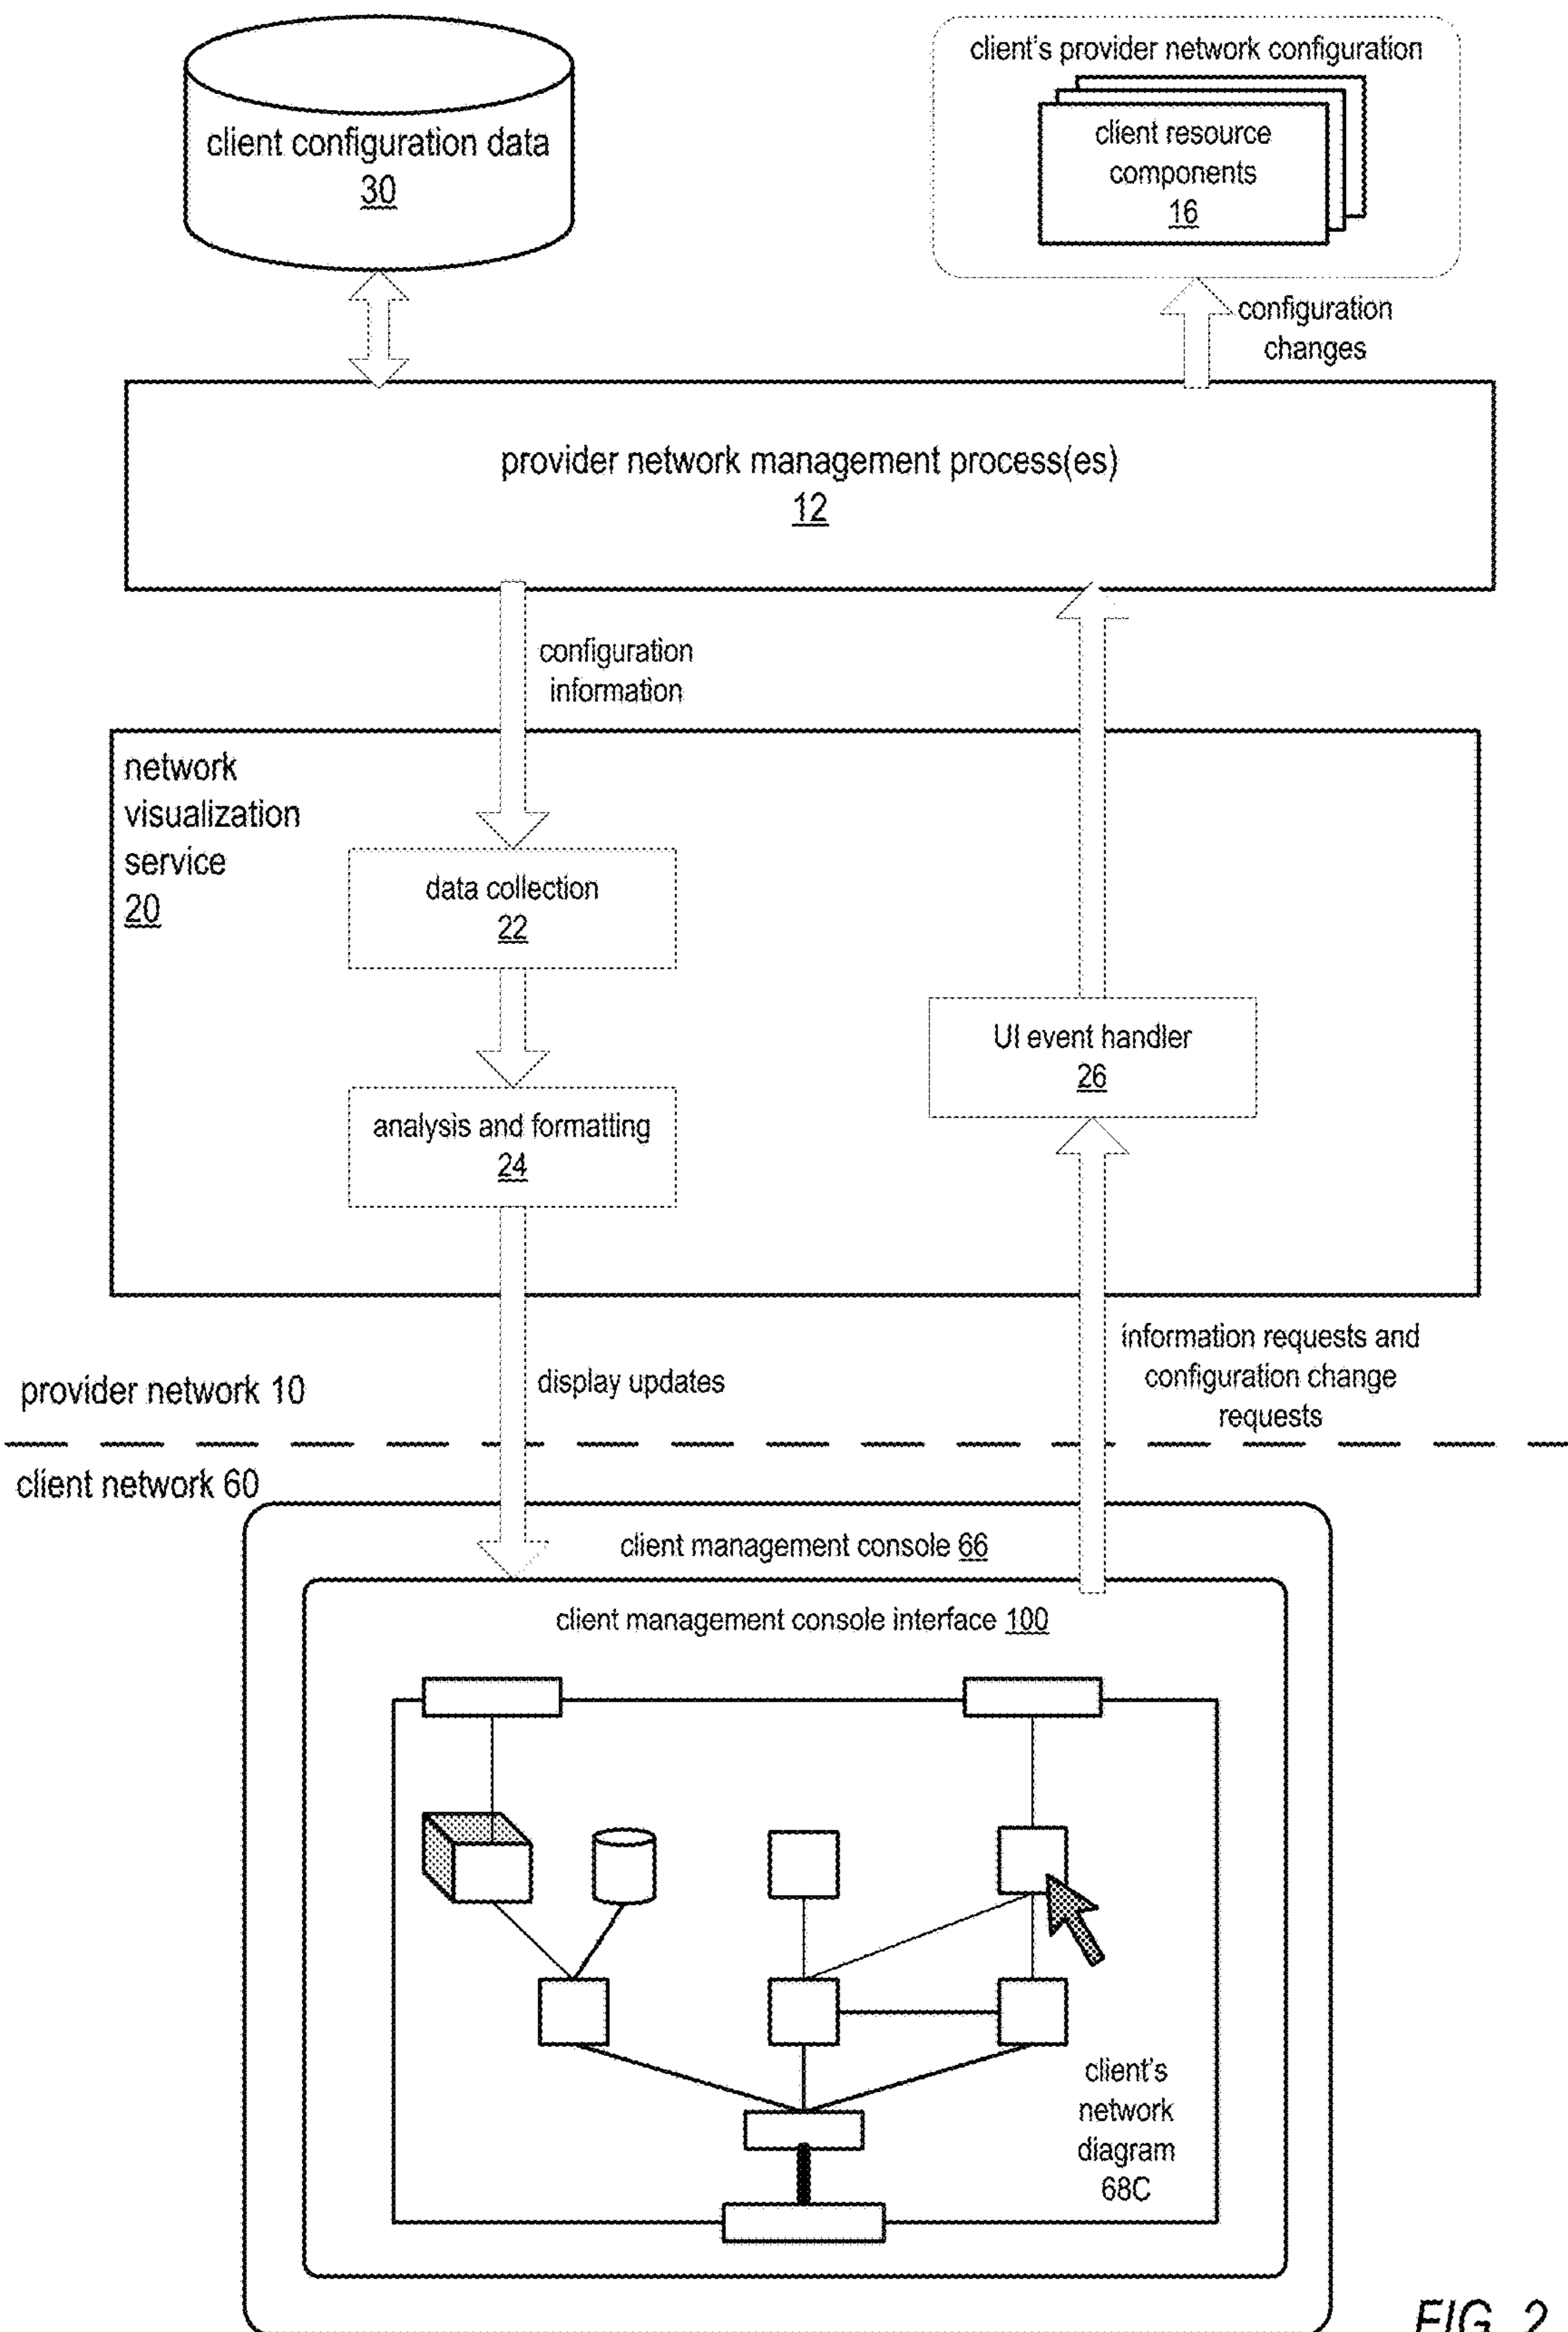 client configuration data
30
client's provider network configuration
client resource
components
16
configuration
changes
provider network management process(es)
12
configuration
information
network
visualization
service
20
data collection
22
UI event handler
26
analysis and formatting
24
information requests and
configuration change
requests
display updates
provider network 10
client network 60
client management console 66
client management console interface 100
client's
network
diagram
68C
FIG. 2